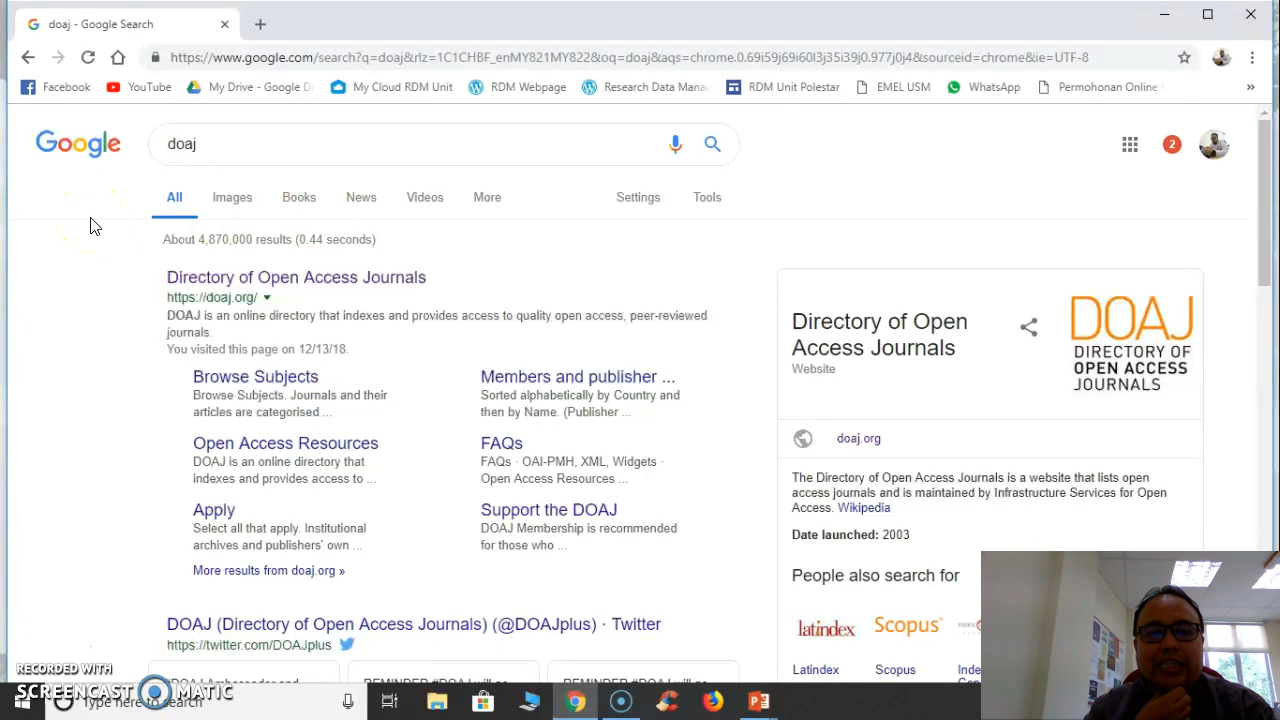 doaj - Google Search
https://www.google.com/search?q=doaj&rlz=1C1CHBF_enMY821MY822&oq=doaj&aqs=chrome.0.69i59j69i60l3j35i39j0.977j0j4&sourceid=chrome&ie=UTF-8
Facebook YouTube My Drive - Google D My Cloud RDM Unit RDM Webpage Research Data Mana RDM Unit Polestar EMEL USM WhatsApp Permohonan Online »
Google doaj 2
All Images Books News Videos More Settings Tools
About 4,870,000 results (0.44 seconds)
Directory of Open Access Journals
https://doaj.org/
DOAJ is an online directory that indexes and provides access to quality open access, peer-reviewed
journals.
You visited this page on 12/13/18.
Browse Subjects
Browse Subjects. Journals and their
articles are categorised ...
Members and publisher ...
Sorted alphabetically by Country and
then by Name. (Publisher ...
Open Access Resources
DOAJ is an online directory that
indexes and provides access to ...
FAQs
FAQs · OAI-PMH, XML, Widgets ·
Open Access Resources ...
Apply
Select all that apply. Institutional
archives and publishers' own ...
Support the DOAJ
DOAJ Membership is recommended
for those who ...
More results from doaj.org »
DOAJ (Directory of Open Access Journals) (@DOAJplus) · Twitter
https://twitter.com/DOAJplus
Directory of Open
Access Journals
Website
DOAJ
DIRECTORY OF
OPEN ACCESS
JOURNALS
doaj.org
The Directory of Open Access Journals is a website that lists open
access journals and is maintained by Infrastructure Services for Open
Access. Wikipedia
Date launched: 2003
People also search for
latindex Scopus
Latindex Scopus
RECORDED WITH
SCREENCAST MATIC
Type here to search